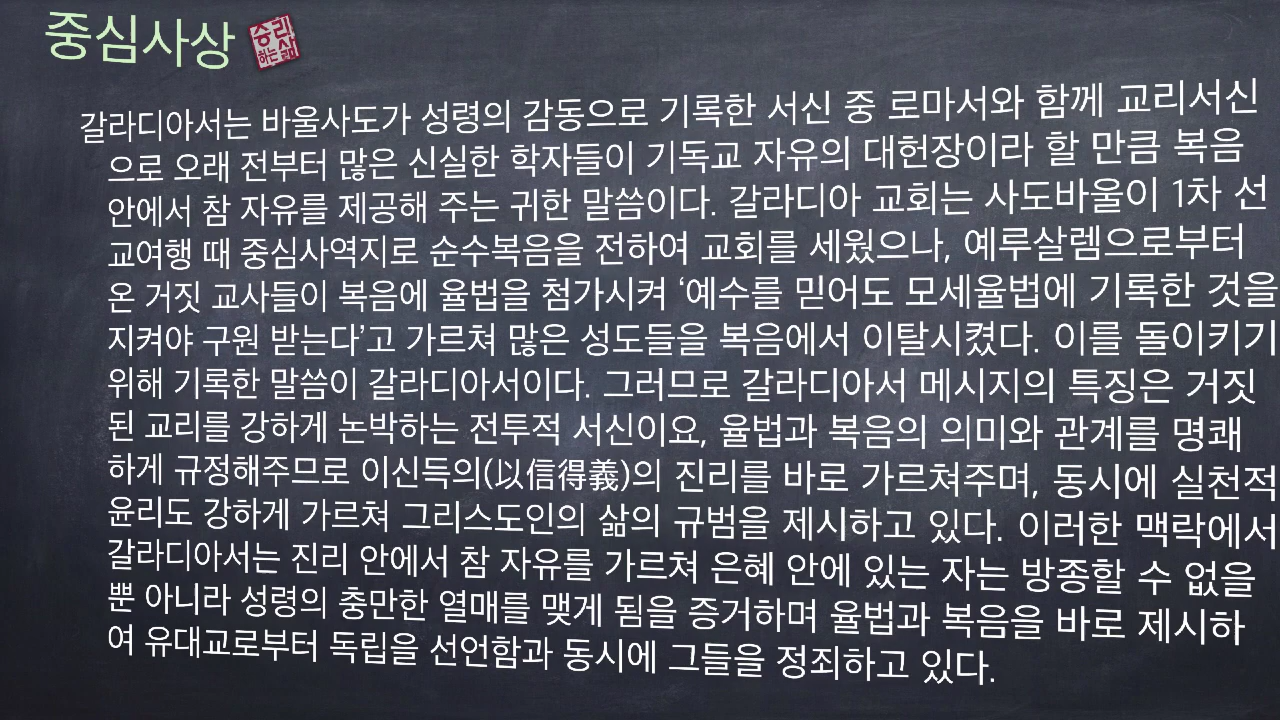 중심사상
승리
하는 삶
갈라디아서는 바울사도가 성령의 감동으로 기록한 서신 중 로마서와 함께 교리서신
으로 오래 전부터 많은 신실한 학자들이 기독교 자유의 대헌장이라 할 만큼 복음
안에서 참 자유를 제공해 주는 귀한 말씀이다. 갈라디아 교회는 사도바울이 1차 선
교여행 때 중심사역지로 순수복음을 전하여 교회를 세웠으나, 예루살렘으로부터
온 거짓 교사들이 복음에 율법을 첨가시켜 ‘예수를 믿어도 모세율법에 기록한 것을
지켜야 구원 받는다’고 가르쳐 많은 성도들을 복음에서 이탈시켰다. 이를 돌이키기
위해 기록한 말씀이 갈라디아서이다. 그러므로 갈라디아서 메시지의 특징은 거짓
된 교리를 강하게 논박하는 전투적 서신이요, 율법과 복음의 의미와 관계를 명쾌
하게 규정해주므로 이신득의(以信得義)의 진리를 바로 가르쳐주며, 동시에 실천적
윤리도 강하게 가르쳐 그리스도인의 삶의 규범을 제시하고 있다. 이러한 맥락에서
갈라디아서는 진리 안에서 참 자유를 가르쳐 은혜 안에 있는 자는 방종할 수 없을
뿐 아니라 성령의 충만한 열매를 맺게 됨을 증거하며 율법과 복음을 바로 제시하
여 유대교로부터 독립을 선언함과 동시에 그들을 정죄하고 있다.